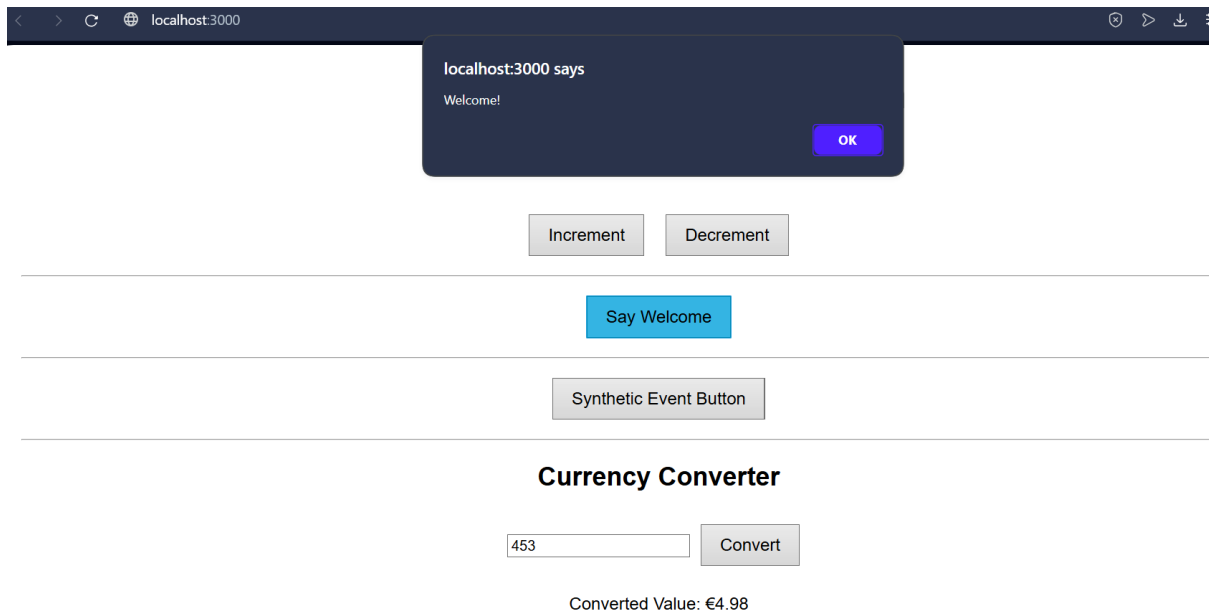 localhost:3000
localhost:3000 says
Welcome!
OK
Increment Decrement
Say Welcome
Synthetic Event Button
Currency Converter
453 Convert
Converted Value: €4.98